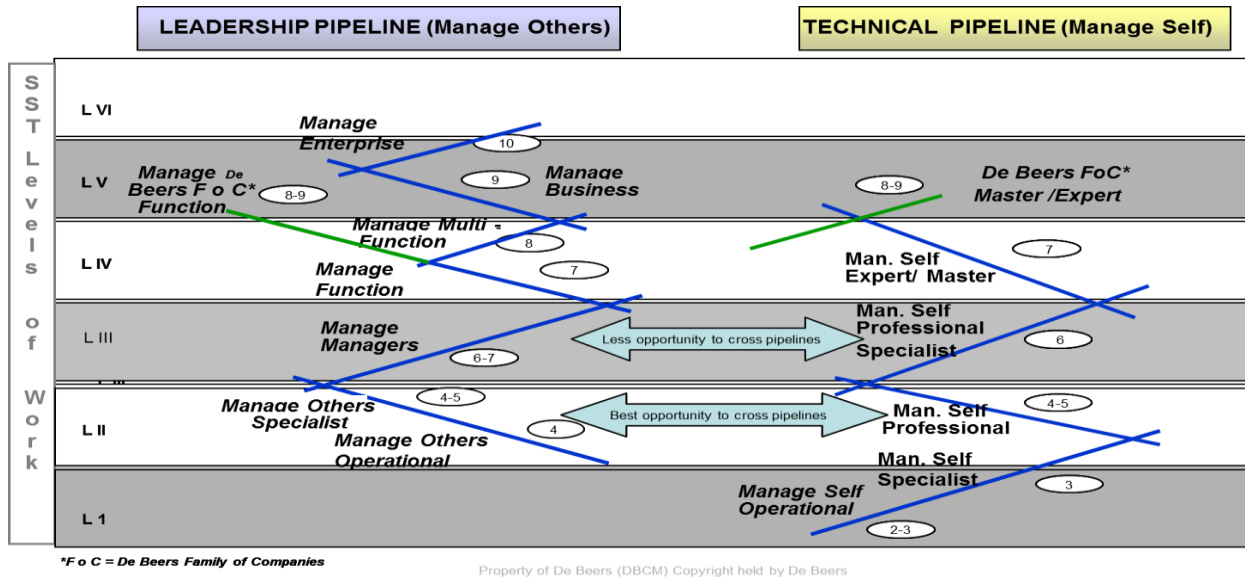 LEADERSHIP PIPELINE (Manage Others)
TECHNICAL PIPELINE (Manage Self)
SST Levels of Work
L VI
Manage
Enterprise
10
L V
Manage De
Beers F o C*
Function
8-9
9
Manage
Business
8-9
De Beers FoC*
Master /Expert
Manage Multi -
Function
8
L IV
Manage
Function
7
Man. Self
Expert/ Master
7
L III
Manage
Managers
6-7
Less opportunity to cross pipelines
Man. Self
Professional
Specialist
6
Manage Others
Specialist
4-5
L II
Manage Others
Operational
4
Best opportunity to cross pipelines
Man. Self
Professional
4-5
Man. Self
Specialist
3
L 1
Manage Self
Operational
2-3
*F o C = De Beers Family of Companies
Property of De Beers (DBCM) Copyright held by De Beers